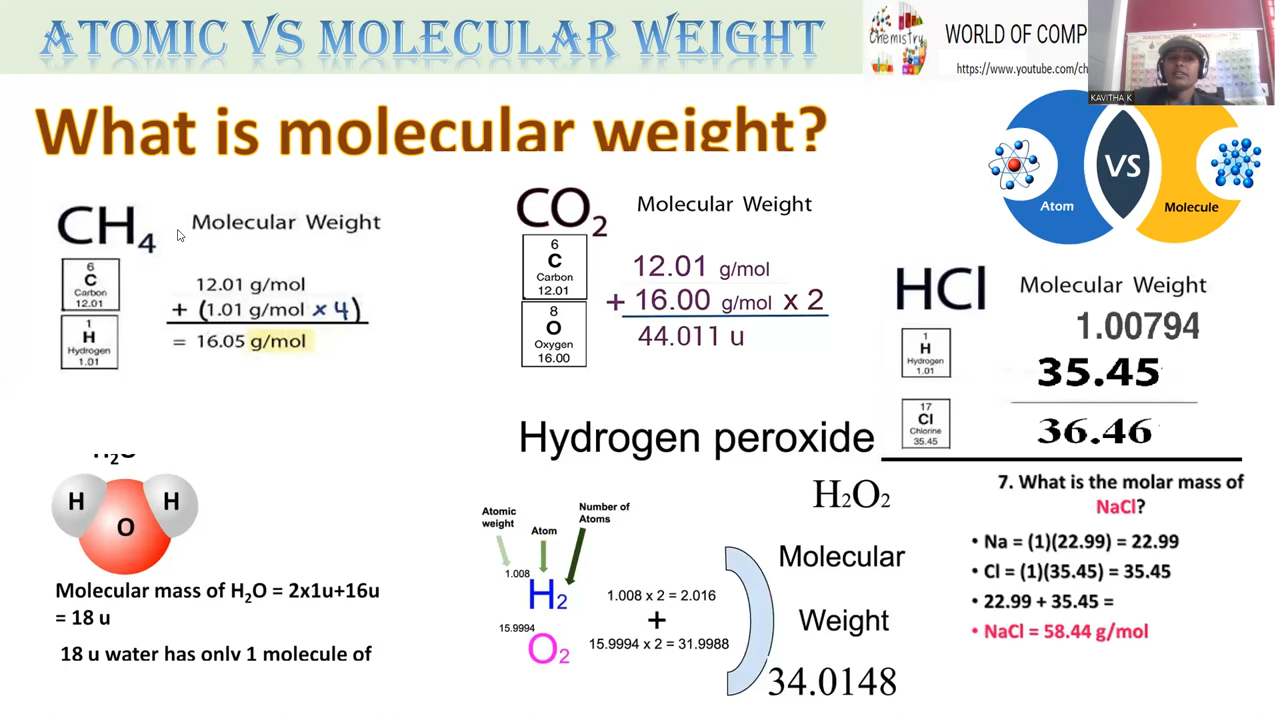 ATOMIC VS MOLECULAR WEIGHT
Chemistry
WORLD OF COMP
https://www.youtube.com/ch
KAVITHA K
What is molecular weight?
Atom
VS
Molecule
CH4
Molecular Weight
6
C
Carbon
12.01
1
H
Hydrogen
1.01
12.01 g/mol
+ (1.01 g/mol × 4)
= 16.05 g/mol
CO2
Molecular Weight
6
C
Carbon
12.01
8
O
Oxygen
16.00
12.01 g/mol
+ 16.00 g/mol x 2
44.011 u
HCl
Molecular Weight
1
H
Hydrogen
1.01
17
Cl
Chlorine
35.45
1.00794
35.45
36.46
H2O
H
O
H
Molecular mass of H2O = 2x1u+16u
= 18 u
18 u water has only 1 molecule of
Hydrogen peroxide
H2O2
Molecular
Weight
34.0148
Atomic
weight
Atom
Number of
Atoms
1.008
H2
15.9994
O2
1.008 x 2 = 2.016
+
15.9994 x 2 = 31.9988
7. What is the molar mass of
NaCl?
• Na = (1)(22.99) = 22.99
• Cl = (1)(35.45) = 35.45
• 22.99 + 35.45 =
• NaCl = 58.44 g/mol